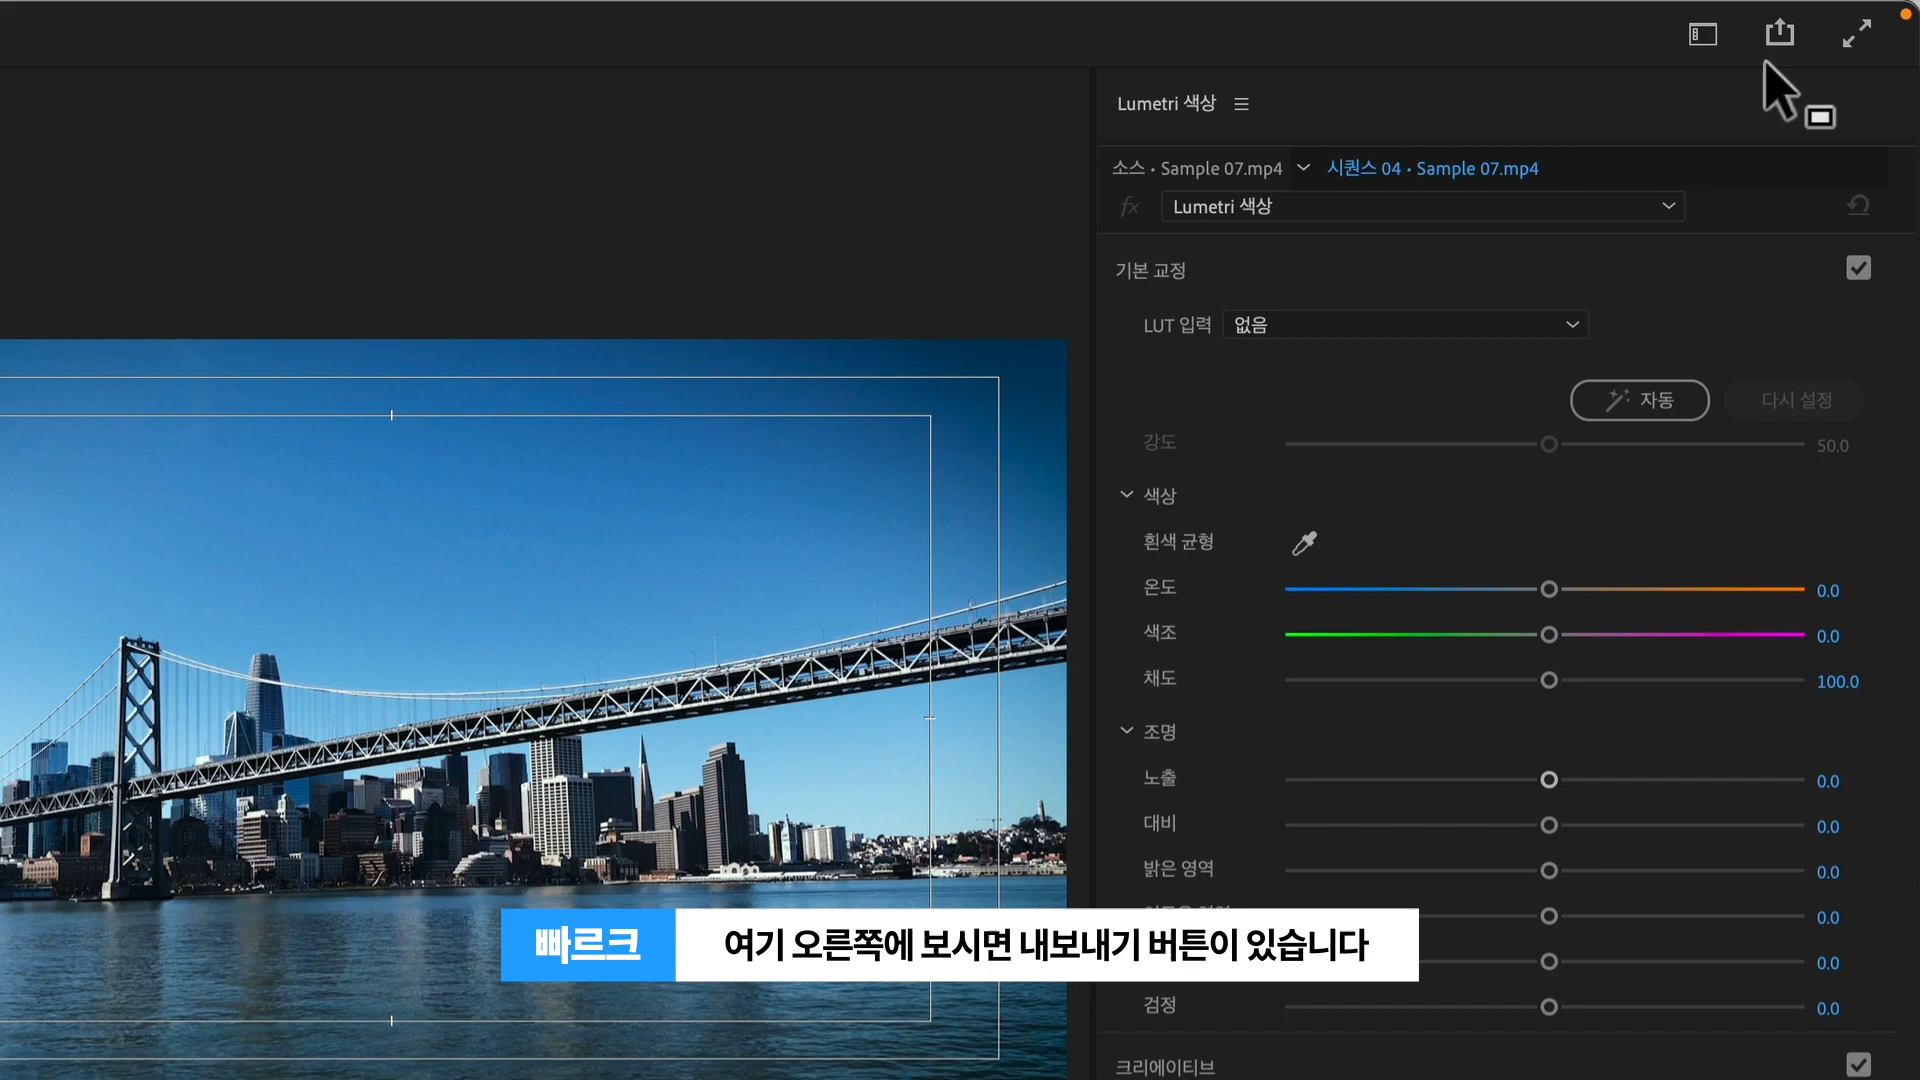 Lumetri 색상
소스 • Sample 07.mp4 시퀀스 04 • Sample 07.mp4
fx Lumetri 색상
기본 교정
LUT 입력 없음
자동 다시 설정
강도 50.0
색상
흰색 균형
온도 0.0
색조 0.0
채도 100.0
조명
노출 0.0
대비 0.0
밝은 영역 0.0
0.0
빠르크 여기 오른쪽에 보시면 내보내기 버튼이 있습니다
0.0
검정 0.0
크리에이티브